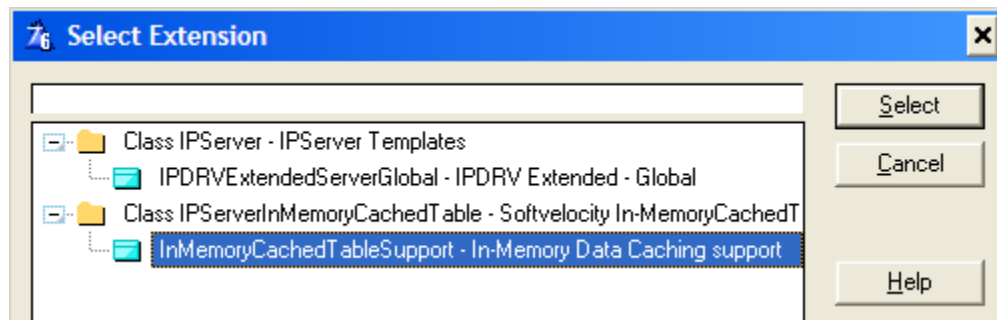 Select Extension
Select
Class IPServer - IPServer Templates
IPDRVExtendedServerGlobal - IPDRV Extended - Global
Cancel
Class IPServerInMemoryCachedTable - Softvelocity In-MemoryCachedT
InMemoryCachedTableSupport - In-Memory Data Caching support
Help